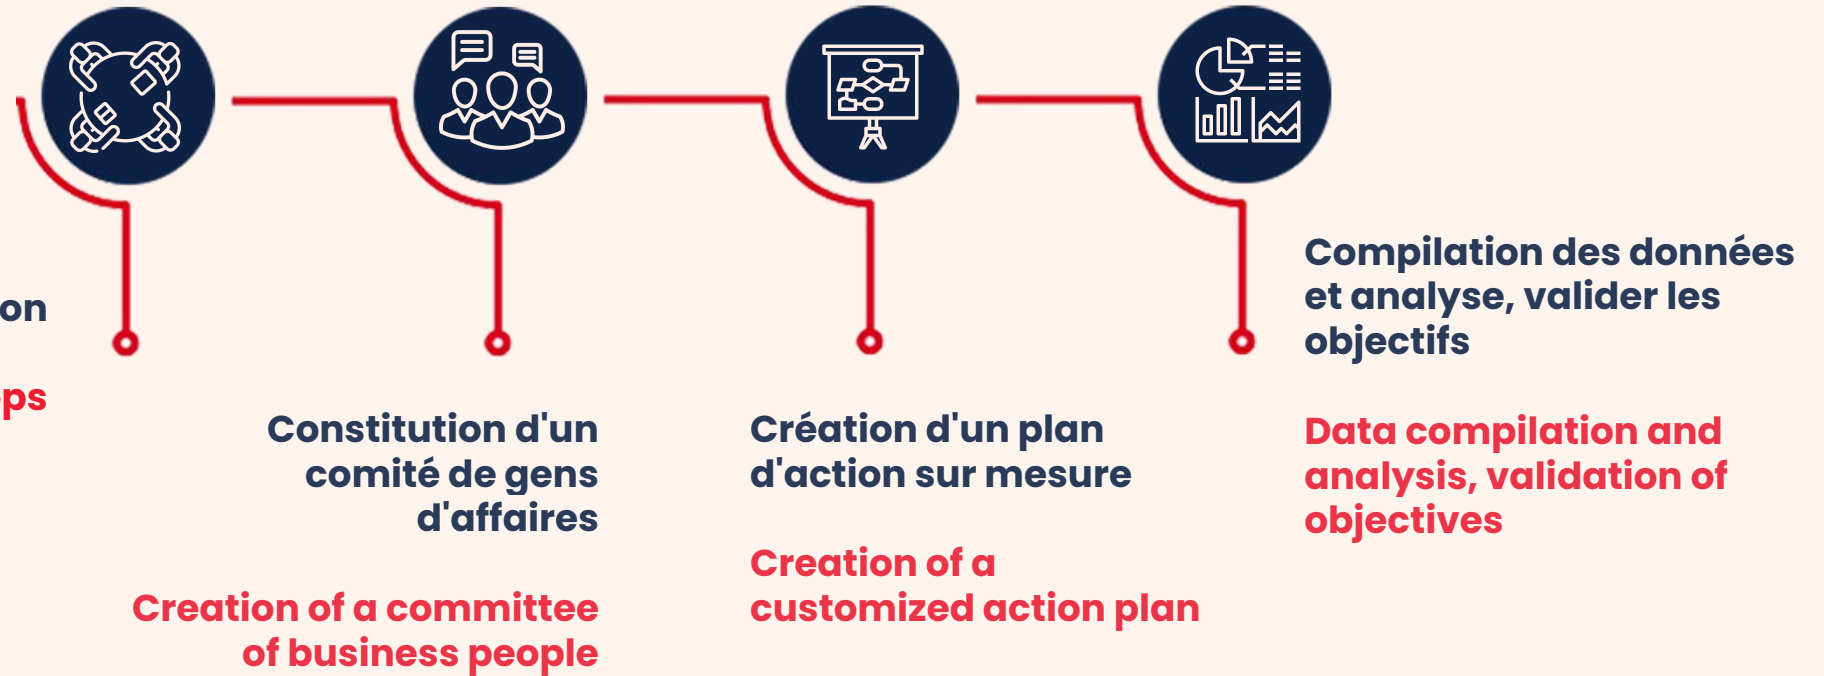 on
ps
Constitution d'un
comité de gens
d'affaires
Creation of a committee
of business people
Création d'un plan
d'action sur mesure
Creation of a
customized action plan
Compilation des données
et analyse, valider les
objectifs
Data compilation and
analysis, validation of
objectives